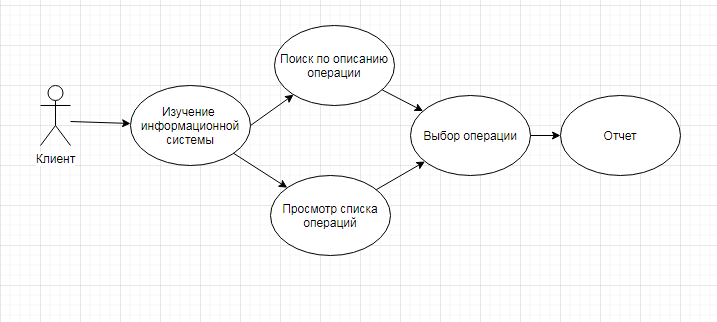 Клиент
Изучение
информационной
системы
Поиск по описанию
операции
Просмотр списка
операций
Выбор операции
Отчет